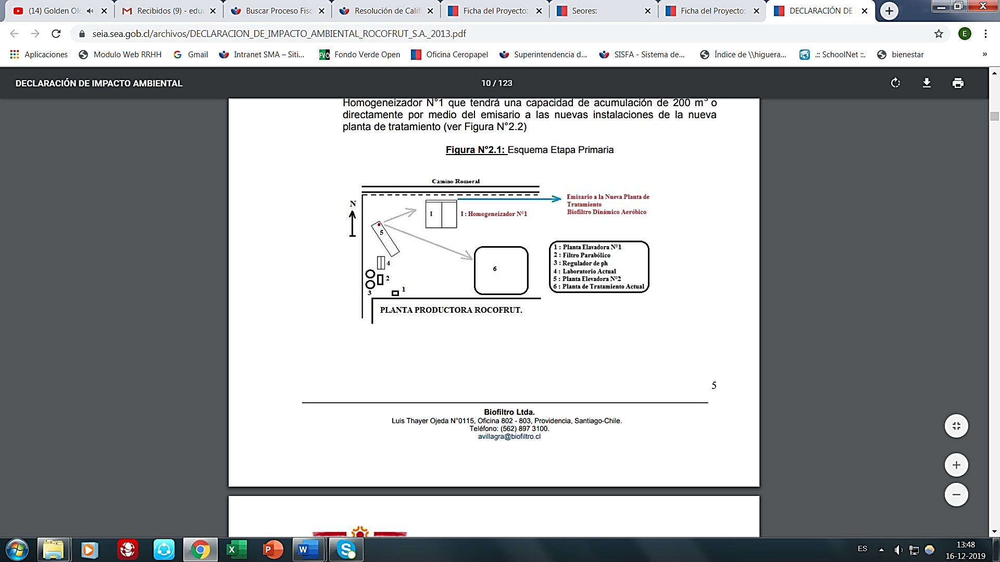 (14) Golden Ol
Recibidos (9) - edu
Buscar Proceso Fisc
Resolución de Calif
Ficha del Proyecto:
Seores:
Ficha del Proyecto:
DECLARACIÓN DE I
seia.sea.gob.cl/archivos/DECLARACION_DE_IMPACTO_AMBIENTAL_ROCOFRUT_S.A._2013.pdf
E
Aplicaciones
Modulo Web RRHH
Gmail
Intranet SMA – Siti...
FVO
Fondo Verde Open
Oficina Ceropapel
Superintendencia d...
SISFA - Sistema de...
Índice de \\higuera...
.:: SchoolNet ::.
bienestar
»
DECLARACIÓN DE IMPACTO AMBIENTAL
10 / 123
Homogeneizador N°1 que tendrá una capacidad de acumulación de 200 m³ o
directamente por medio del emisario a las nuevas instalaciones de la nueva
planta de tratamiento (ver Figura N°2.2)
Figura N°2.1: Esquema Etapa Primaria
Camino Romeral
N
I
I : Homogeneizador N°1
Emisario a la Nueva Planta de
Tratamiento
Biofiltro Dinámico Aeróbico
5
4
2
3
1
6
1 : Planta Elavadora N°1
2 : Filtro Parabólico
3 : Regulador de ph
4 : Laboratorio Actual
5 : Planta Elevadora N°2
6 : Planta de Tratamiento Actual
PLANTA PRODUCTORA ROCOFRUT.
5
Biofiltro Ltda.
Luis Thayer Ojeda N°0115, Oficina 802 - 803, Providencia, Santiago-Chile.
Teléfono: (562) 897 3100.
avillagra@biofiltro.cl
ES
13:48
16-12-2019